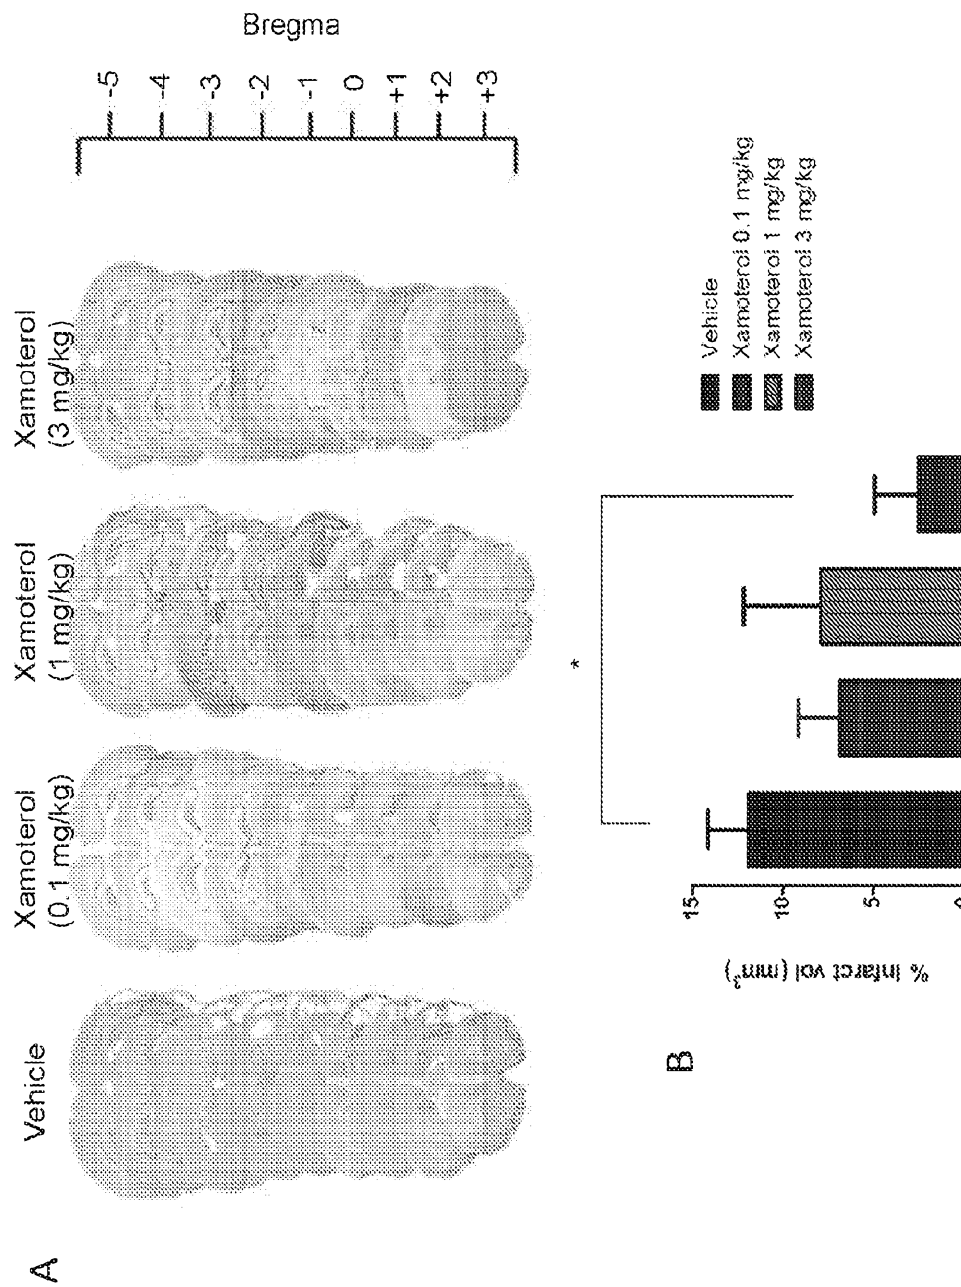 A
Vehicle
Xamoterol
(0.1 mg/kg)
Xamoterol
(1 mg/kg)
Xamoterol
(3 mg/kg)
-5
-4
-3
-2
-1
0
+1
+2
+3
Bregma
B
% Infarct vol (mm³)
15
10
5
0
*
Vehicle
Xamoterol 0.1 mg/kg
Xamoterol 1 mg/kg
Xamoterol 3 mg/kg